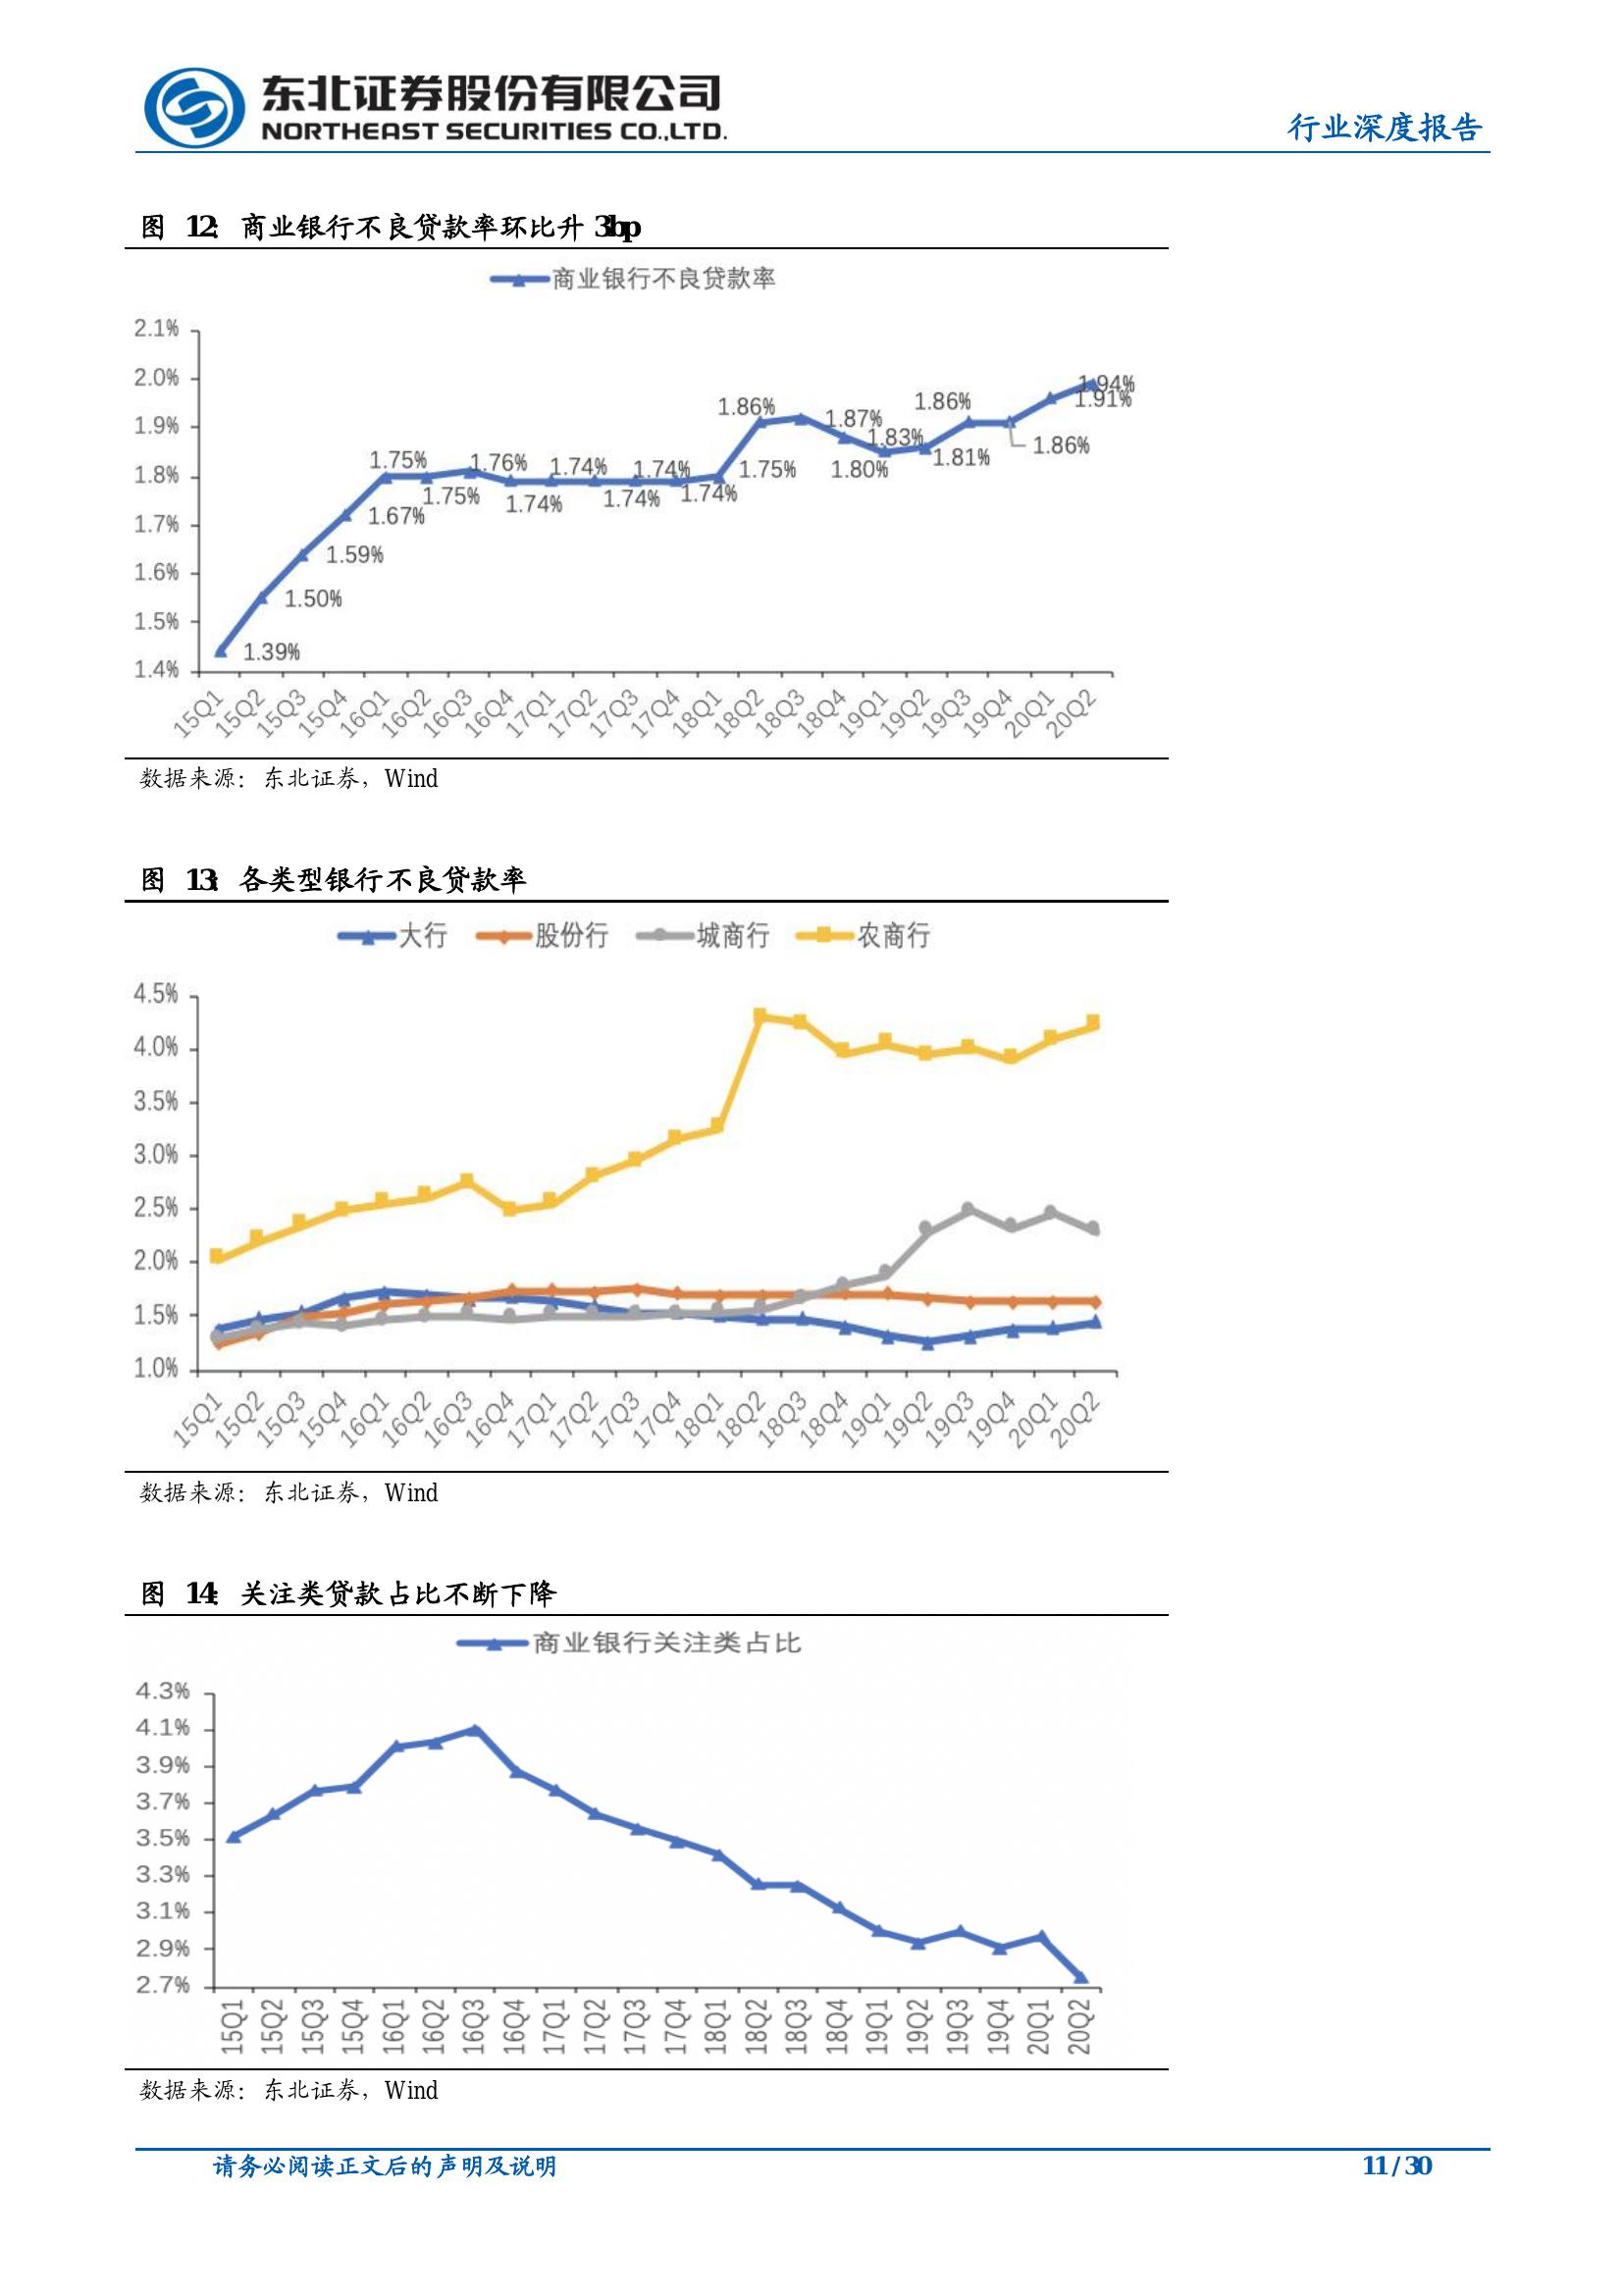 东北证券股份有限公司
NORTHEAST SECURITIES CO.,LTD.
行业深度报告
图 12: 商业银行不良贷款率环比升 3bp
商业银行不良贷款率
2.1%
2.0%
1.9%
1.8%
1.7%
1.6%
1.5%
1.4%
1.39%
1.50%
1.59%
1.67%
1.75%
1.75%
1.76%
1.74%
1.74%
1.74%
1.74%
1.74%
1.75%
1.86%
1.87%
1.83%
1.80%
1.81%
1.86%
1.86%
1.91%
1.94%
15Q1 15Q2 15Q3 15Q4 16Q1 16Q2 16Q3 16Q4 17Q1 17Q2 17Q3 17Q4 18Q1 18Q2 18Q3 18Q4 19Q1 19Q2 19Q3 19Q4 20Q1 20Q2
数据来源：东北证券，Wind
图 13: 各类型银行不良贷款率
大行 股份行 城商行 农商行
4.5%
4.0%
3.5%
3.0%
2.5%
2.0%
1.5%
1.0%
15Q1 15Q2 15Q3 15Q4 16Q1 16Q2 16Q3 16Q4 17Q1 17Q2 17Q3 17Q4 18Q1 18Q2 18Q3 18Q4 19Q1 19Q2 19Q3 19Q4 20Q1 20Q2
数据来源：东北证券，Wind
图 14: 关注类贷款占比不断下降
商业银行关注类占比
4.3%
4.1%
3.9%
3.7%
3.5%
3.3%
3.1%
2.9%
2.7%
15Q1 15Q2 15Q3 15Q4 16Q1 16Q2 16Q3 16Q4 17Q1 17Q2 17Q3 17Q4 18Q1 18Q2 18Q3 18Q4 19Q1 19Q2 19Q3 19Q4 20Q1 20Q2
数据来源：东北证券，Wind
请务必阅读正文后的声明及说明
11 / 30